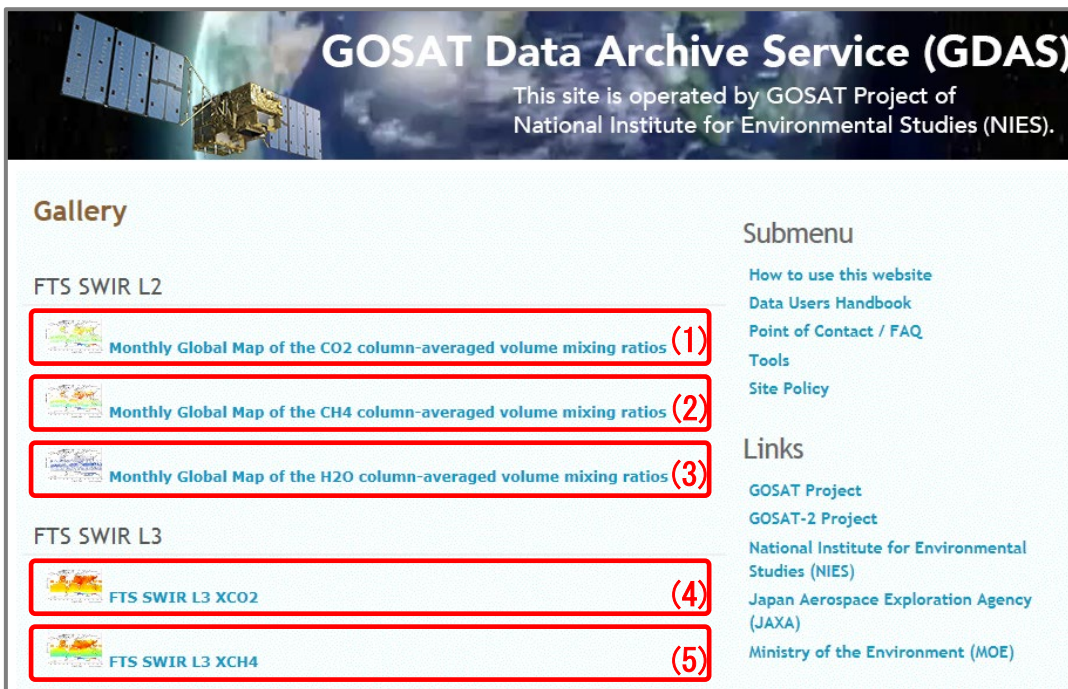 GOSAT Data Archive Service (GDAS)
This site is operated by GOSAT Project of
National Institute for Environmental Studies (NIES).
Gallery
FTS SWIR L2
Monthly Global Map of the CO2 column-averaged volume mixing ratios (1)
Monthly Global Map of the CH4 column-averaged volume mixing ratios (2)
Monthly Global Map of the H2O column-averaged volume mixing ratios (3)
FTS SWIR L3
FTS SWIR L3 XCO2 (4)
FTS SWIR L3 XCH4 (5)
Submenu
How to use this website
Data Users Handbook
Point of Contact / FAQ
Tools
Site Policy
Links
GOSAT Project
GOSAT-2 Project
National Institute for Environmental
Studies (NIES)
Japan Aerospace Exploration Agency
(JAXA)
Ministry of the Environment (MOE)